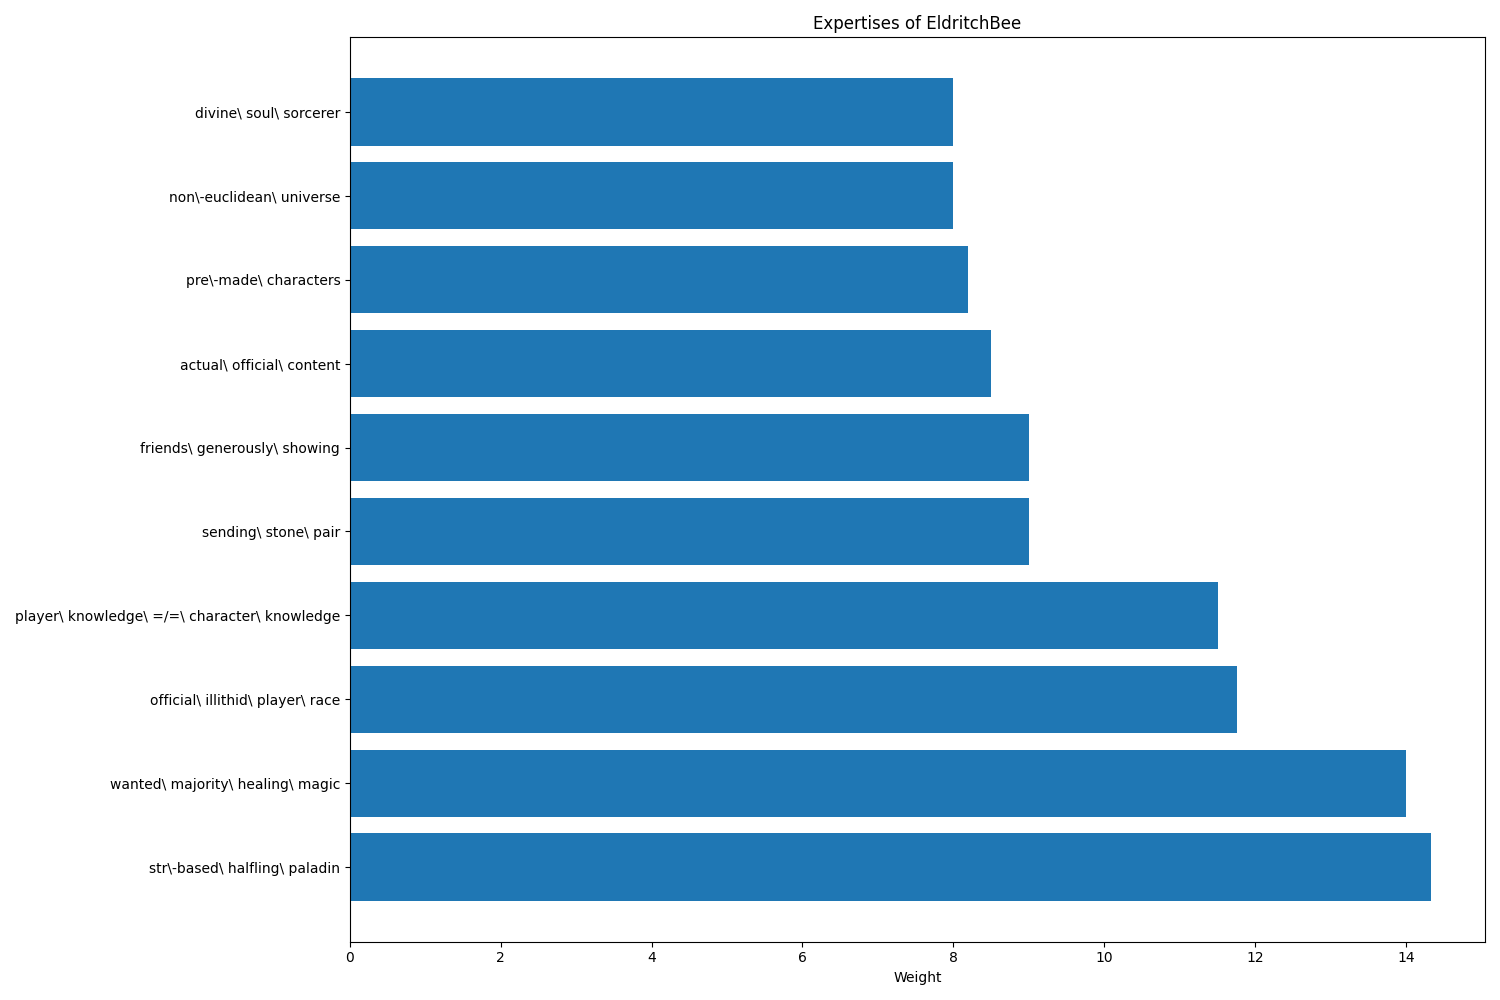 Expertises of EldritchBee
divine\ soul\ sorcerer
non\-euclidean\ universe
pre\-made\ characters
actual\ official\ content
friends\ generously\ showing
sending\ stone\ pair
player\ knowledge\ =/=\ character\ knowledge
official\ illithid\ player\ race
wanted\ majority\ healing\ magic
str\-based\ halfling\ paladin
0 2 4 6 8 10 12 14
Weight